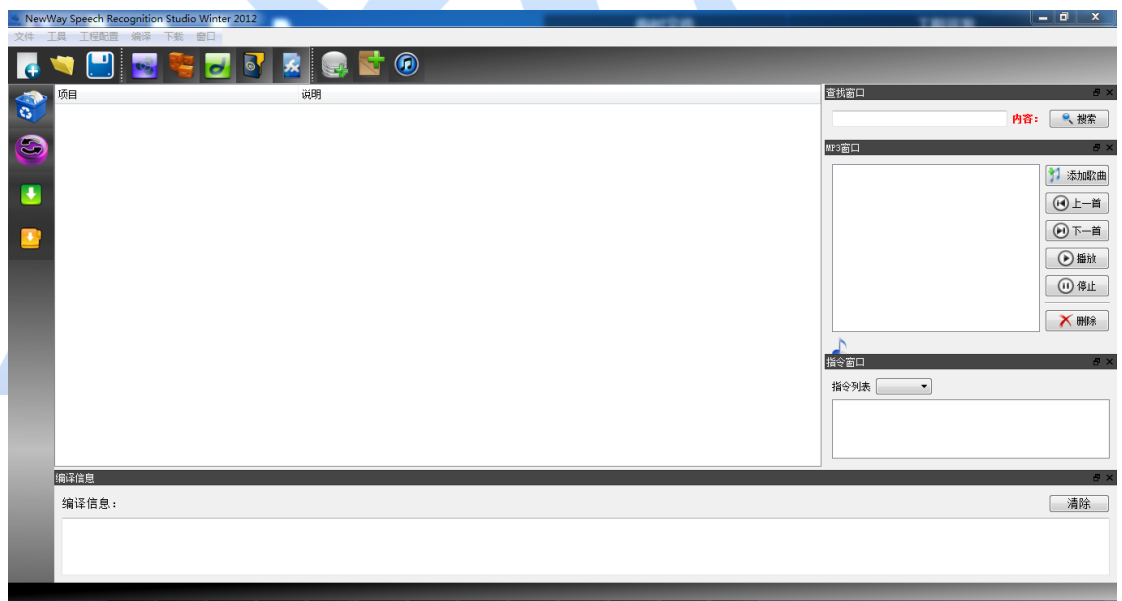 NewWay Speech Recognition Studio Winter 2012
文件 工具 工程配置 编译 下载 窗口
项目 说明
查找窗口
内容: 搜索
MP3窗口
添加歌曲
上一首
下一首
播放
停止
删除
指令窗口
指令列表
编译信息
编译信息:
清除